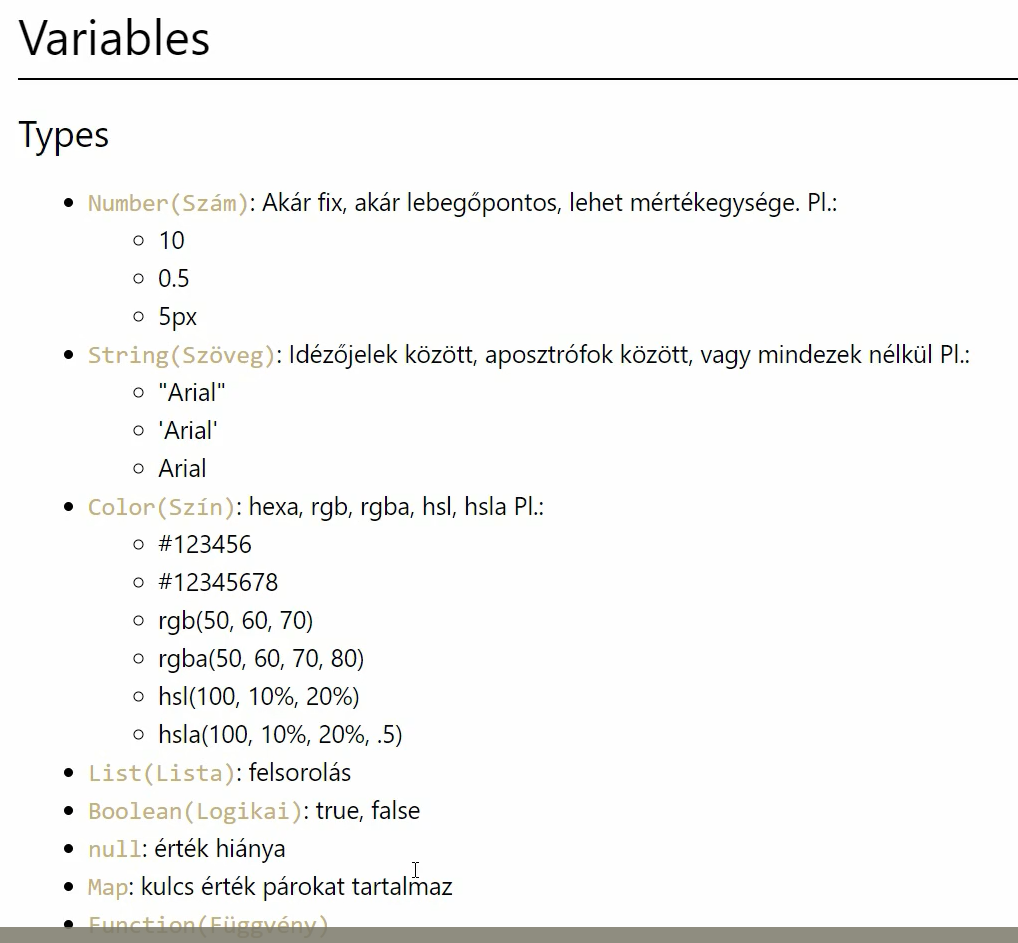 Variables
Types
Number(Szám): Akár fix, akár lebegőpontos, lehet mértékegysége. Pl.:
10
0.5
5px
String(Szöveg): Idézőjelek között, aposztrófok között, vagy mindezek nélkül Pl.:
"Arial"
'Arial'
Arial
Color(Szín): hexa, rgb, rgba, hsl, hsla Pl.:
#123456
#12345678
rgb(50, 60, 70)
rgba(50, 60, 70, 80)
hsl(100, 10%, 20%)
hsla(100, 10%, 20%, .5)
List(Lista): felsorolás
Boolean(Logikai): true, false
null: érték hiánya
Map: kulcs érték párokat tartalmaz
Function(Függvény)